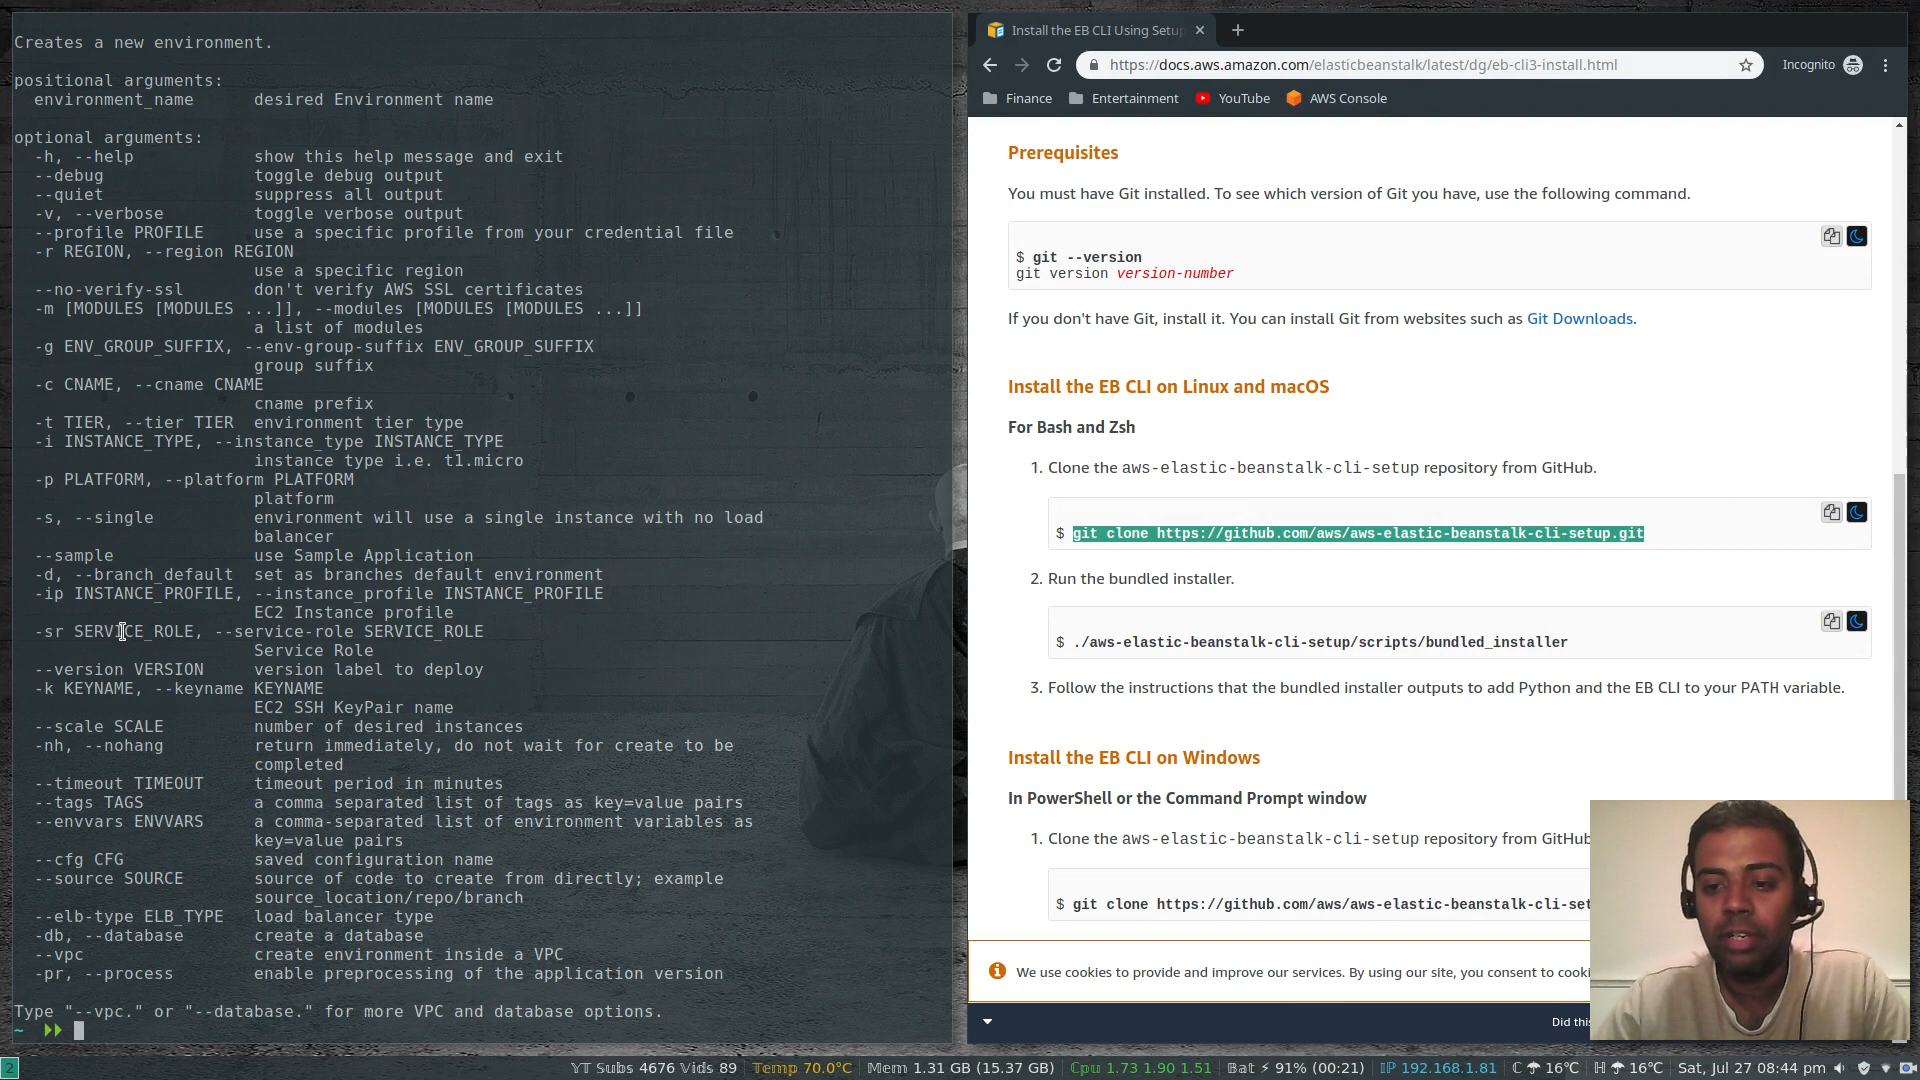 Creates a new environment.
positional arguments:
environment_name desired Environment name
optional arguments:
-h, --help show this help message and exit
--debug toggle debug output
--quiet suppress all output
-v, --verbose toggle verbose output
--profile PROFILE use a specific profile from your credential file
-r REGION, --region REGION
use a specific region
--no-verify-ssl don't verify AWS SSL certificates
-m [MODULES [MODULES ...]], --modules [MODULES [MODULES ...]]
a list of modules
-g ENV_GROUP_SUFFIX, --env-group-suffix ENV_GROUP_SUFFIX
group suffix
-c CNAME, --cname CNAME
cname prefix
-t TIER, --tier TIER environment tier type
-i INSTANCE_TYPE, --instance_type INSTANCE_TYPE
instance type i.e. t1.micro
-p PLATFORM, --platform PLATFORM
platform
-s, --single environment will use a single instance with no load
balancer
--sample use Sample Application
-d, --branch_default set as branches default environment
-ip INSTANCE_PROFILE, --instance_profile INSTANCE_PROFILE
EC2 Instance profile
-sr SERVICE_ROLE, --service-role SERVICE_ROLE
Service Role
--version VERSION version label to deploy
-k KEYNAME, --keyname KEYNAME
EC2 SSH KeyPair name
--scale SCALE number of desired instances
-nh, --nohang return immediately, do not wait for create to be
completed
--timeout TIMEOUT timeout period in minutes
--tags TAGS a comma separated list of tags as key=value pairs
--envvars ENVVARS a comma-separated list of environment variables as
key=value pairs
--cfg CFG saved configuration name
--source SOURCE source of code to create from directly; example
source_location/repo/branch
--elb-type ELB_TYPE load balancer type
-db, --database create a database
--vpc create environment inside a VPC
-pr, --process enable preprocessing of the application version
Type "--vpc." or "--database." for more VPC and database options.
~
Install the EB CLI Using Setup
https://docs.aws.amazon.com/elasticbeanstalk/latest/dg/eb-cli3-install.html
Incognito
Finance Entertainment YouTube AWS Console
Prerequisites
You must have Git installed. To see which version of Git you have, use the following command.
$ git --version
git version version-number
If you don't have Git, install it. You can install Git from websites such as Git Downloads.
Install the EB CLI on Linux and macOS
For Bash and Zsh
1. Clone the aws-elastic-beanstalk-cli-setup repository from GitHub.
$ git clone https://github.com/aws/aws-elastic-beanstalk-cli-setup.git
2. Run the bundled installer.
$ ./aws-elastic-beanstalk-cli-setup/scripts/bundled_installer
3. Follow the instructions that the bundled installer outputs to add Python and the EB CLI to your PATH variable.
Install the EB CLI on Windows
In PowerShell or the Command Prompt window
1. Clone the aws-elastic-beanstalk-cli-setup repository from GitHub
$ git clone https://github.com/aws/aws-elastic-beanstalk-cli-set
We use cookies to provide and improve our services. By using our site, you consent to cooki
Did this
2 YT Subs 4676 Vids 89 Temp 70.0°C Mem 1.31 GB (15.37 GB) Cpu 1.73 1.90 1.51 Bat ⚡ 91% (00:21) IP 192.168.1.81 C ☂ 16°C H ☂ 16°C Sat, Jul 27 08:44 pm